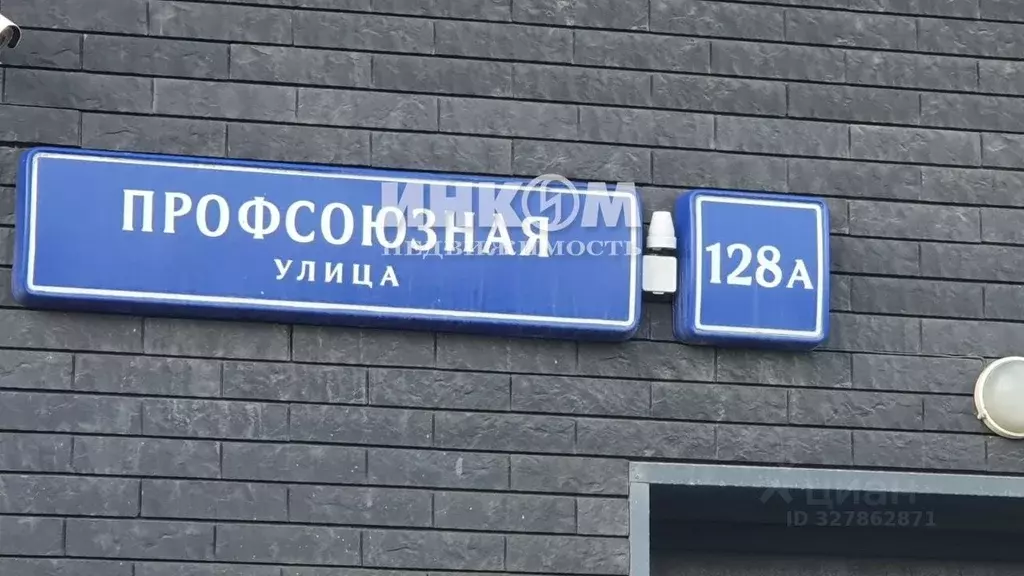 ПРОФСОЮЗНАЯ
УЛИЦА
128А
ИНКОМ
НЕДВИЖИМОСТЬ
ЦИАН
ID 327862871